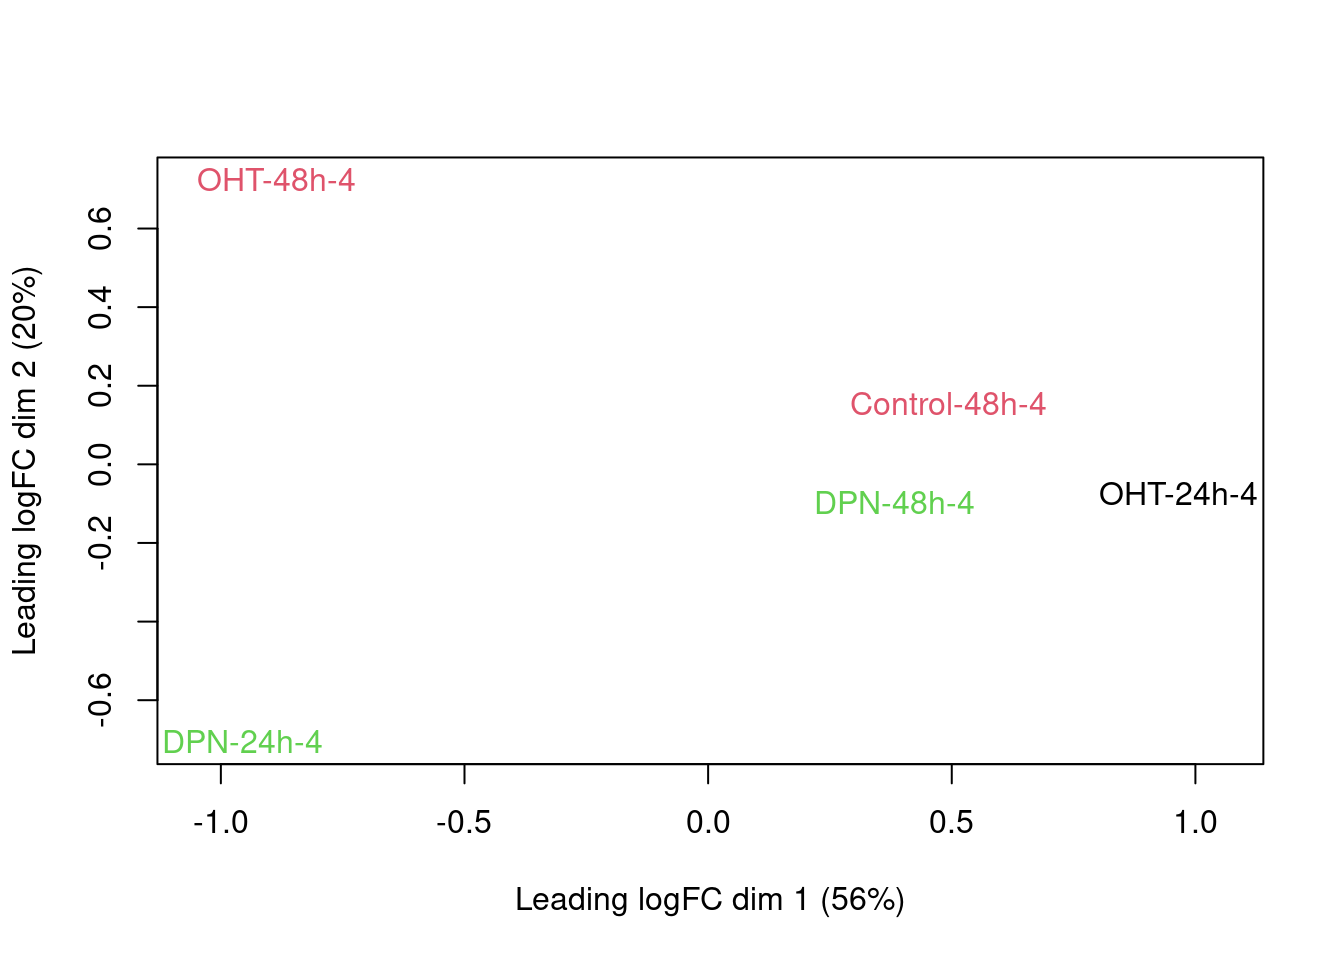 OHT-48h-4
Control-48h-4
OHT-24h-4
DPN-48h-4
DPN-24h-4
0.6
0.4
0.2
0.0
-0.2
-0.6
Leading logFC dim 2 (20%)
-1.0 -0.5 0.0 0.5 1.0
Leading logFC dim 1 (56%)